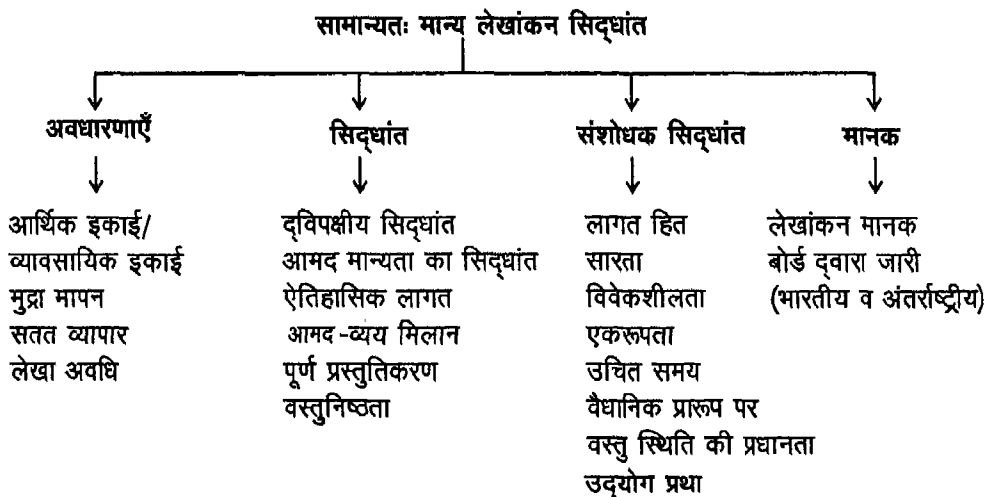 सामान्यतः मान्य लेखांकन सिद्धांत
अवधारणाएँ
आर्थिक इकाई/
व्यावसायिक इकाई
मुद्रा मापन
सतत व्यापार
लेखा अवधि
सिद्धांत
द्विपक्षीय सिद्धांत
आमद मान्यता का सिद्धांत
ऐतिहासिक लागत
आमद-व्यय मिलान
पूर्ण प्रस्तुतिकरण
वस्तुनिष्ठता
संशोधक सिद्धांत
लागत हित
सारता
विवेकशीलता
एकरूपता
उचित समय
वैधानिक प्रारूप पर
वस्तु स्थिति की प्रधानता
उद्योग प्रथा
मानक
लेखांकन मानक
बोर्ड द्वारा जारी
(भारतीय व अंतर्राष्ट्रीय)